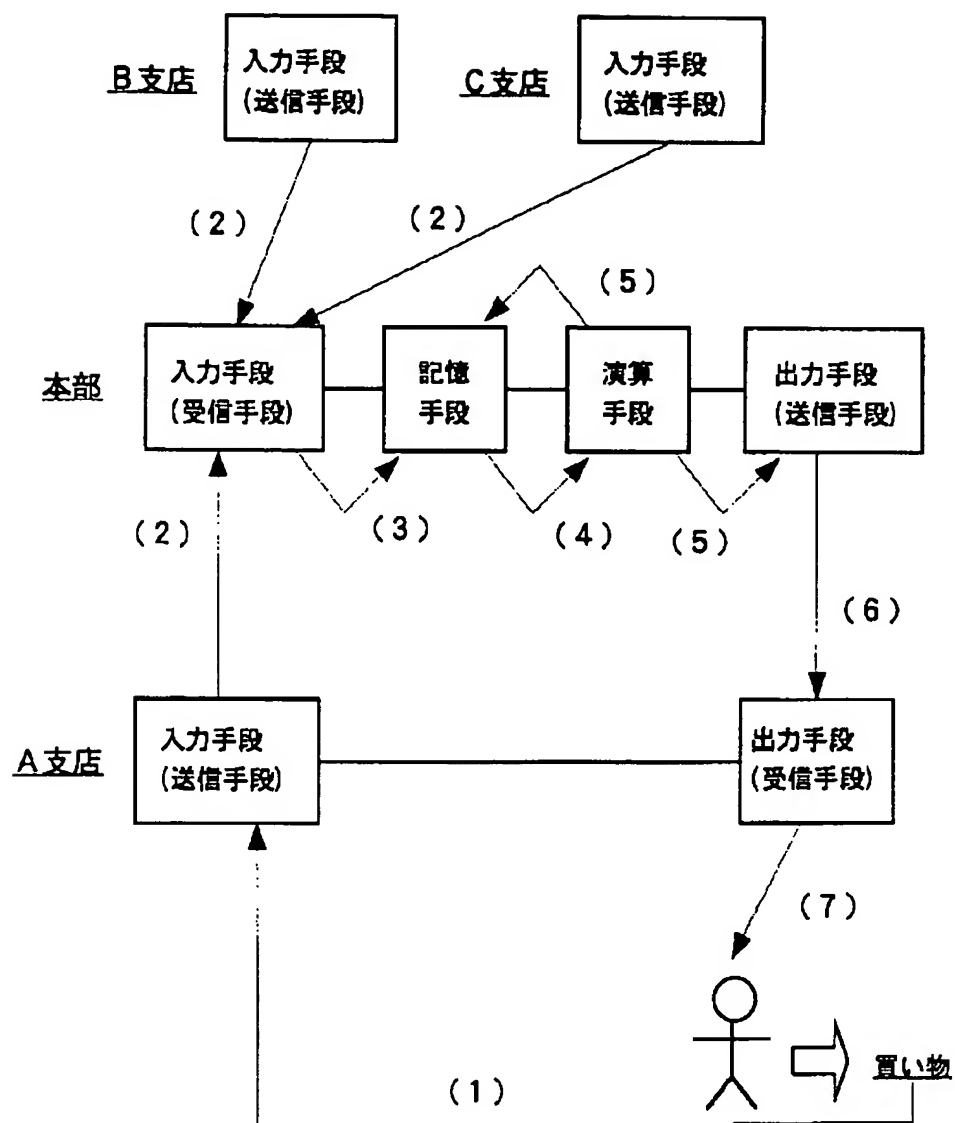 B支店
入力手段
(送信手段)
C支店
入力手段
(送信手段)
(2)
(2)
(5)
本部
入力手段
(受信手段)
記憶
手段
演算
手段
出力手段
(送信手段)
(2)
(3)
(4)
(5)
(6)
A支店
入力手段
(送信手段)
出力手段
(受信手段)
(7)
買い物
(1)